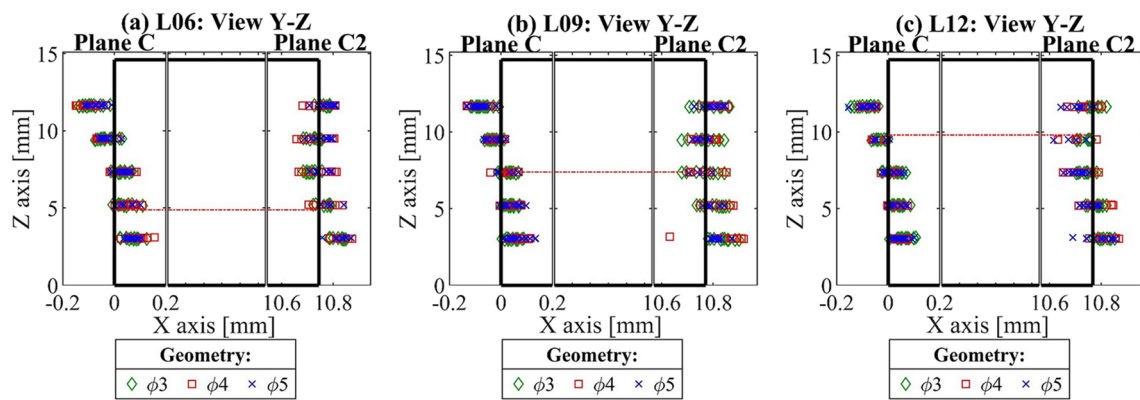 (a) L06: View Y-Z
Plane C Plane C2
15
10
5
0
Z axis [mm]
-0.2 0 0.2 10.6 10.8
X axis [mm]
Geometry:
ϕ3 ϕ4 ϕ5
(b) L09: View Y-Z
Plane C Plane C2
15
10
5
0
Z axis [mm]
-0.2 0 0.2 10.6 10.8
X axis [mm]
Geometry:
ϕ3 ϕ4 ϕ5
(c) L12: View Y-Z
Plane C Plane C2
15
10
5
0
Z axis [mm]
-0.2 0 0.2 10.6 10.8
X axis [mm]
Geometry:
ϕ3 ϕ4 ϕ5